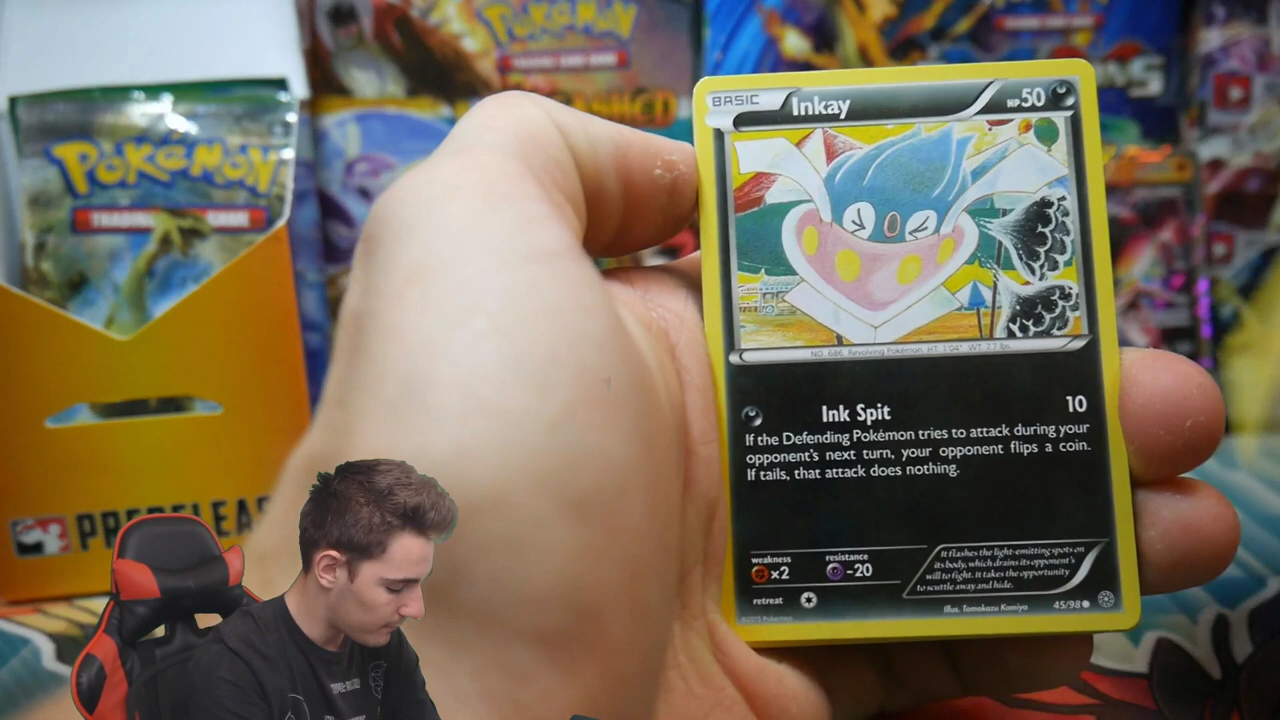 POKéMON
TRADING CARD GAME
POKéMON
TRADING CARD GAME
BASIC Inkay HP50
NO. 686 Revolving Pokémon HT. 1'04" WT. 7.7 lbs.
Ink Spit 10
If the Defending Pokémon tries to attack during your
opponent's next turn, your opponent flips a coin.
If tails, that attack does nothing.
weakness
×2
resistance
-20
retreat
It flashes the light-emitting spots on
its body, which drains its opponent's
will to fight. It takes the opportunity
to scuttle away and hide.
Illus. Tomokazu Komiya
45/98
©2015 Pokémon
PRERELEAS